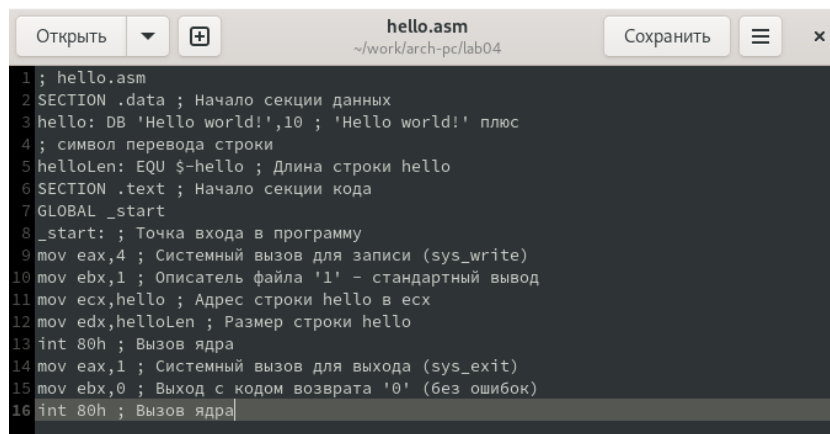 Открыть
hello.asm
~/work/arch-pc/lab04
Сохранить
1 ; hello.asm
2 SECTION .data ; Начало секции данных
3 hello: DB 'Hello world!',10 ; 'Hello world!' плюс
4 ; символ перевода строки
5 helloLen: EQU $-hello ; Длина строки hello
6 SECTION .text ; Начало секции кода
7 GLOBAL _start
8 _start: ; Точка входа в программу
9 mov eax,4 ; Системный вызов для записи (sys_write)
10 mov ebx,1 ; Описатель файла '1' - стандартный вывод
11 mov ecx,hello ; Адрес строки hello в ecx
12 mov edx,helloLen ; Размер строки hello
13 int 80h ; Вызов ядра
14 mov eax,1 ; Системный вызов для выхода (sys_exit)
15 mov ebx,0 ; Выход с кодом возврата '0' (без ошибок)
16 int 80h ; Вызов ядра